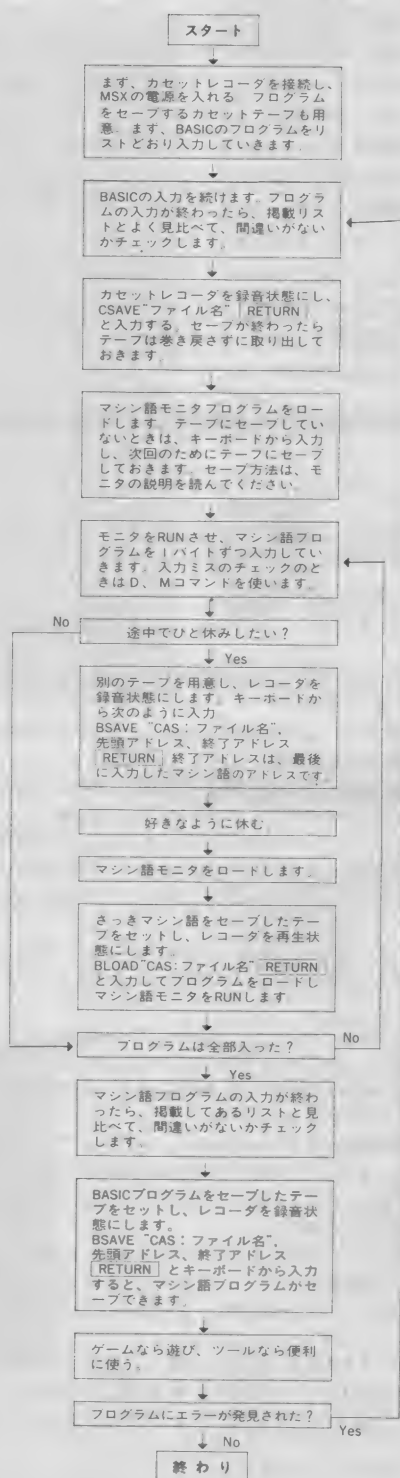 スタート
まず、カセットレコーダを接続し、
MSXの電源を入れる プログラム
をセーブするカセットテープも用
意. まず、BASICのプログラムをリ
ストどおり入力していきます.
BASICの入力を続けます. プログラ
ムの入力が終わったら、掲載リス
トとよく見比べて、間違いがない
かチェックします.
カセットレコーダを録音状態にし、
CSAVE"ファイル名" RETURN
と入力する. セーブが終わったら
テープは巻き戻さずに取り出して
おきます.
マシン語モニタプログラムをロー
ドします. テープにセーブしてい
ないときは、キーボードから入力
し、次回のためにテープにセーブ
しておきます. セーブ方法は、モ
ニタの説明を読んでください.
モニタをRUNさせ、マシン語プロ
グラムを1バイトずつ入力してい
きます. 入力ミスのチェックのと
きはD、Mコマンドを使います.
No
途中でひと休みしたい?
Yes
別のテープを用意し、レコーダを
録音状態にします. キーボードか
ら次のように入力
BSAVE "CAS:ファイル名",
先頭アドレス、終了アドレス
RETURN 終了アドレスは、最後
に入力したマシン語のアドレスです
好きなように休む
マシン語モニタをロードします.
さっきマシン語をセーブしたテー
プをセットし、レコーダを再生状
態にします.
BLOAD"CAS:ファイル名" RETURN
と入力してプログラムをロードし
マシン語モニタをRUNします
プログラムは全部入った?
No
Yes
マシン語プログラムの入力が終わ
ったら、掲載してあるリストと見
比べて、間違いがないかチェック
します.
BASICプログラムをセーブしたテー
プをセットし、レコーダを録音状
態にします。
BSAVE "CAS:ファイル名",
先頭アドレス、終了アドレス
RETURN とキーボードから入力
すると、マシン語プログラムがセ
ーブできます.
ゲームなら遊び、ツールなら便利
に使う.
プログラムにエラーが発見された?
Yes
No
終わり